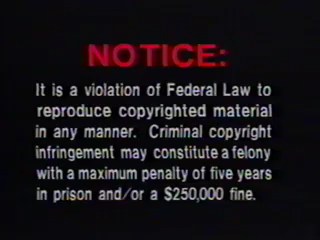 NOTICE:
It is a violation of Federal Law to
reproduce copyrighted material
in any manner. Criminal copyright
infringement may constitute a felony
with a maximum penalty of five years
in prison and/or a $250,000 fine.